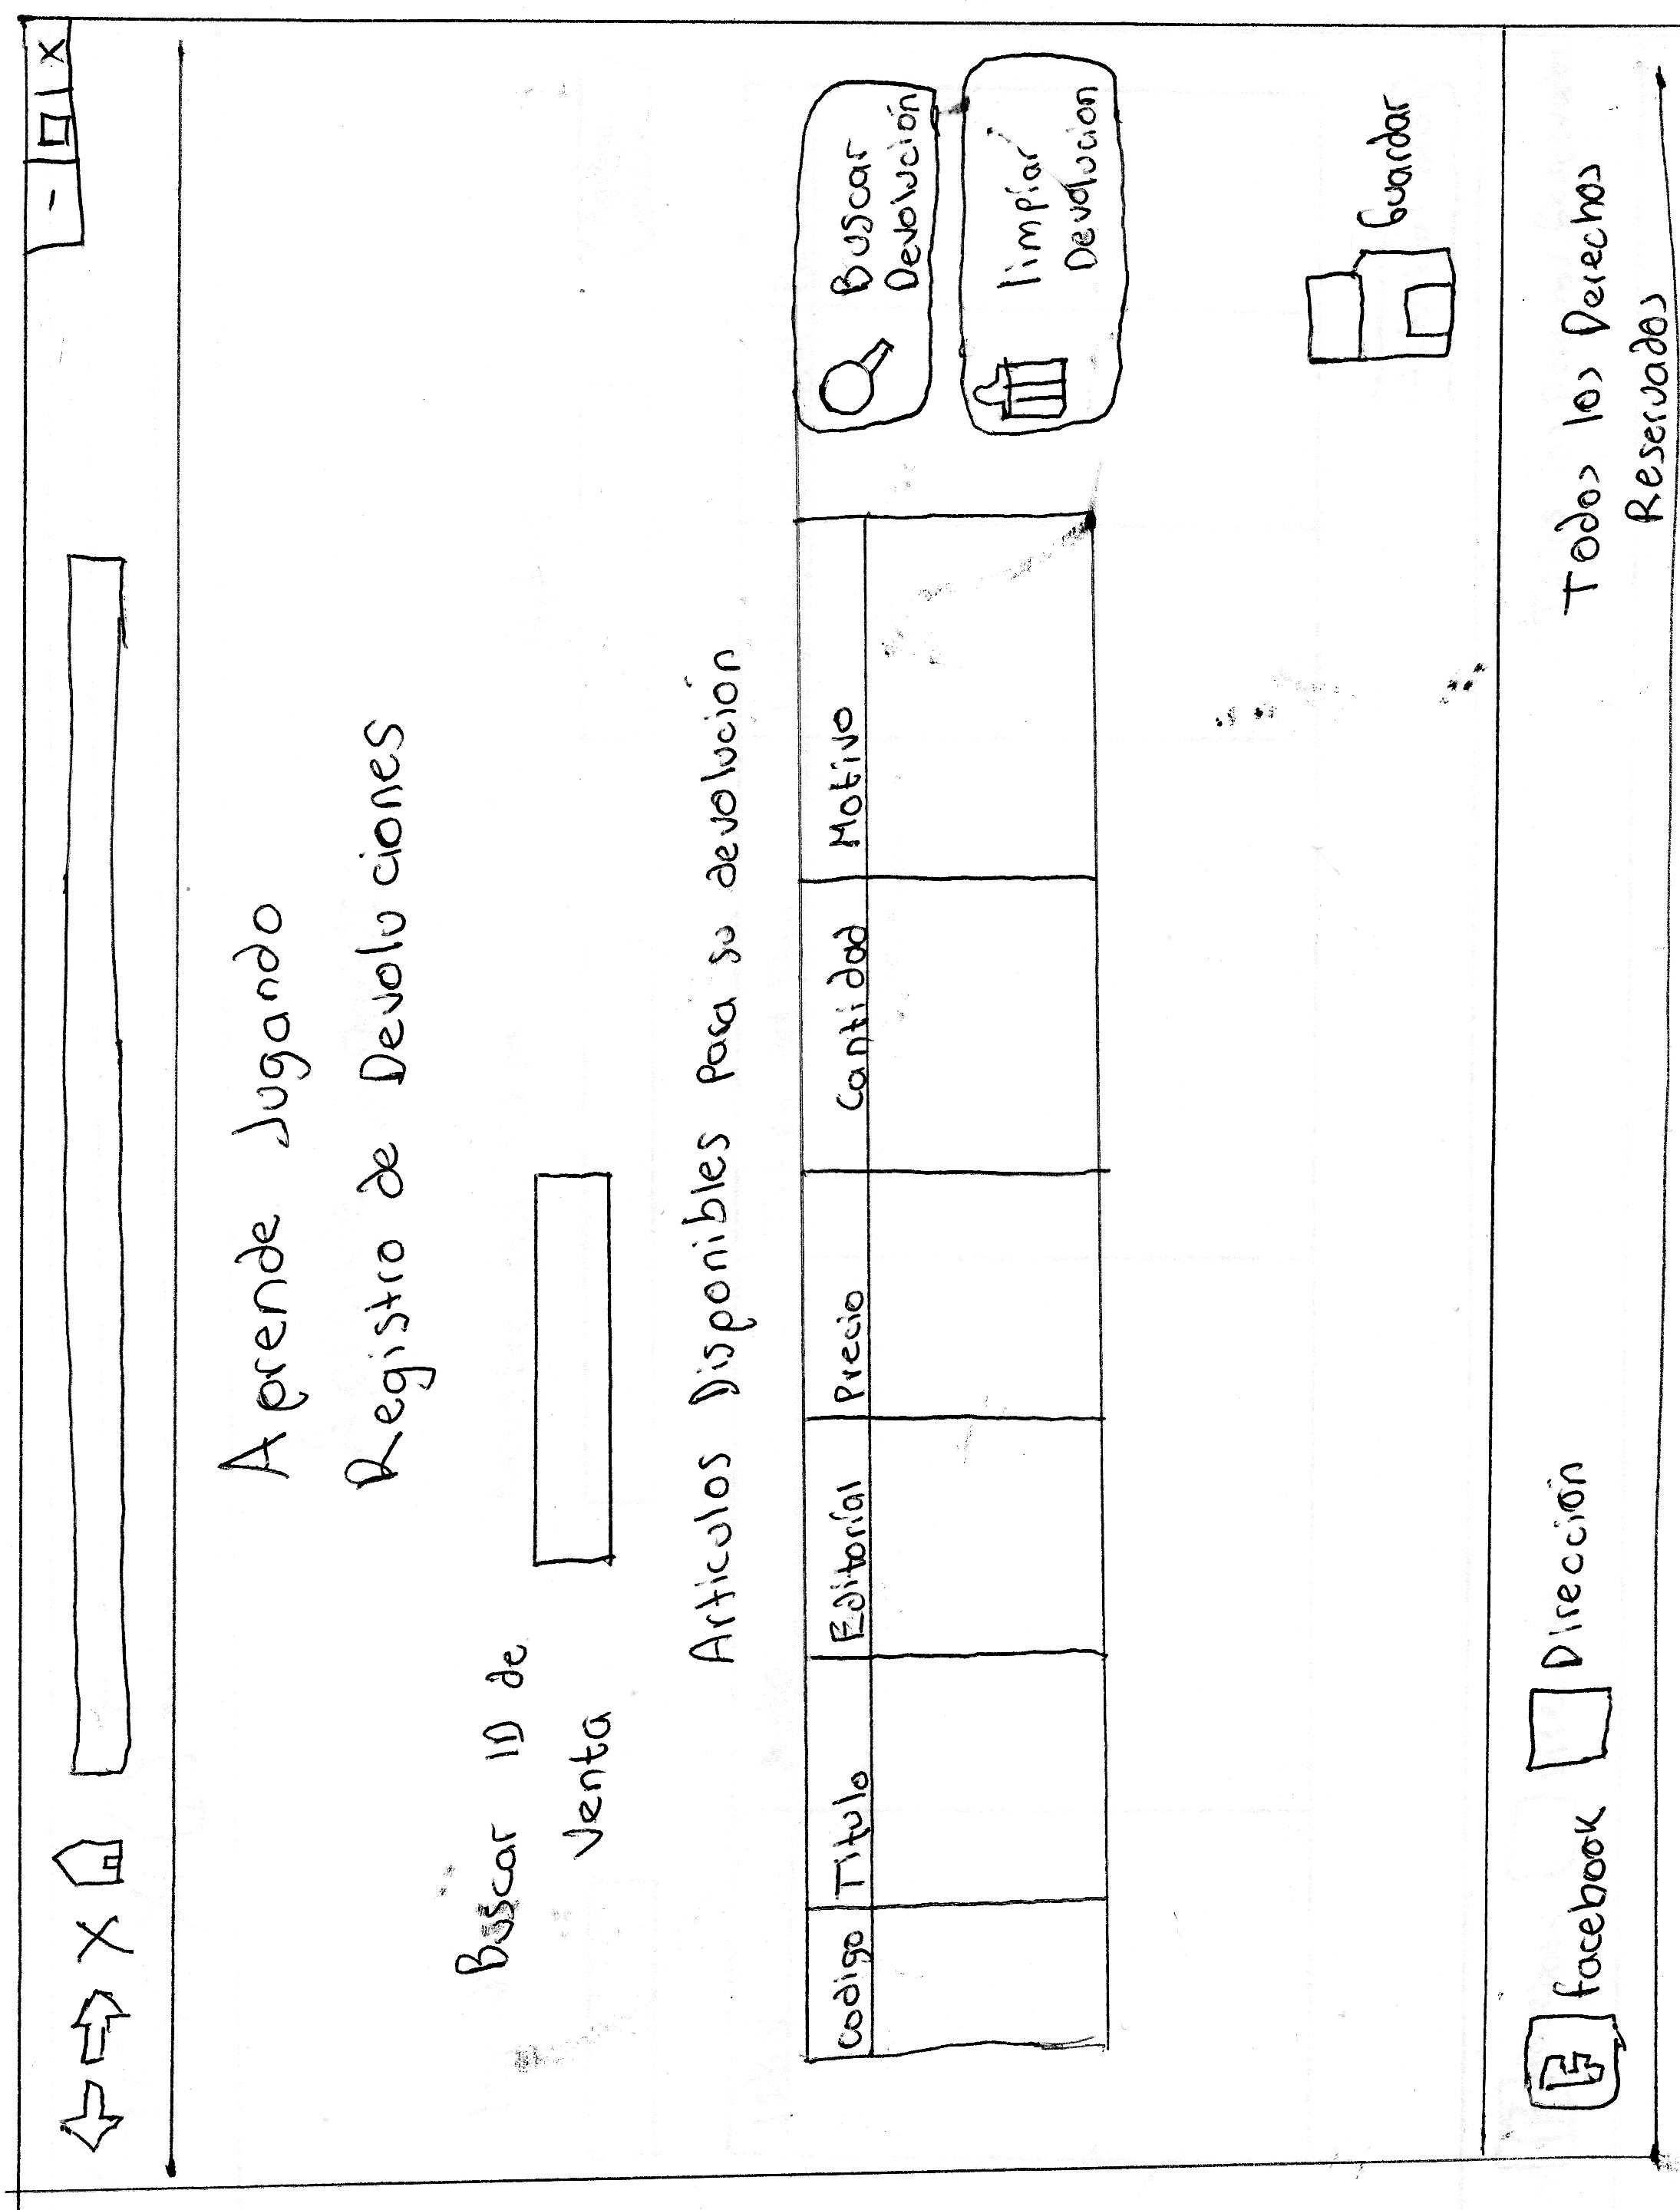 Aprende Jugando
Registro de Devoluciones
Buscar ID de
Venta
Articulos Disponibles para su devolución
codigo Titulo Editorial Precio Cantidad Motivo
Buscar
Devolución
limpiar
Devolucion
Guardar
F facebook Dirección
Todos los Derechos
Reservados